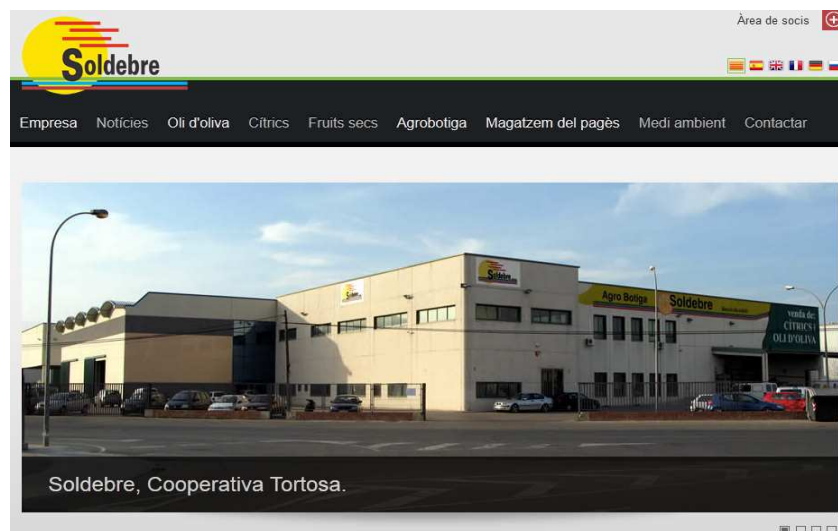 Àrea de socis
Soldebre
Empresa Notícies Oli d'oliva Cítrics Fruits secs Agrobotiga Magatzem del pagès Medi ambient Contactar
Soldebre
Soldebre
Agro Botiga Soldebre
venda de:
CÍTRICS I
OLI D'OLIVA
Soldebre, Cooperativa Tortosa.